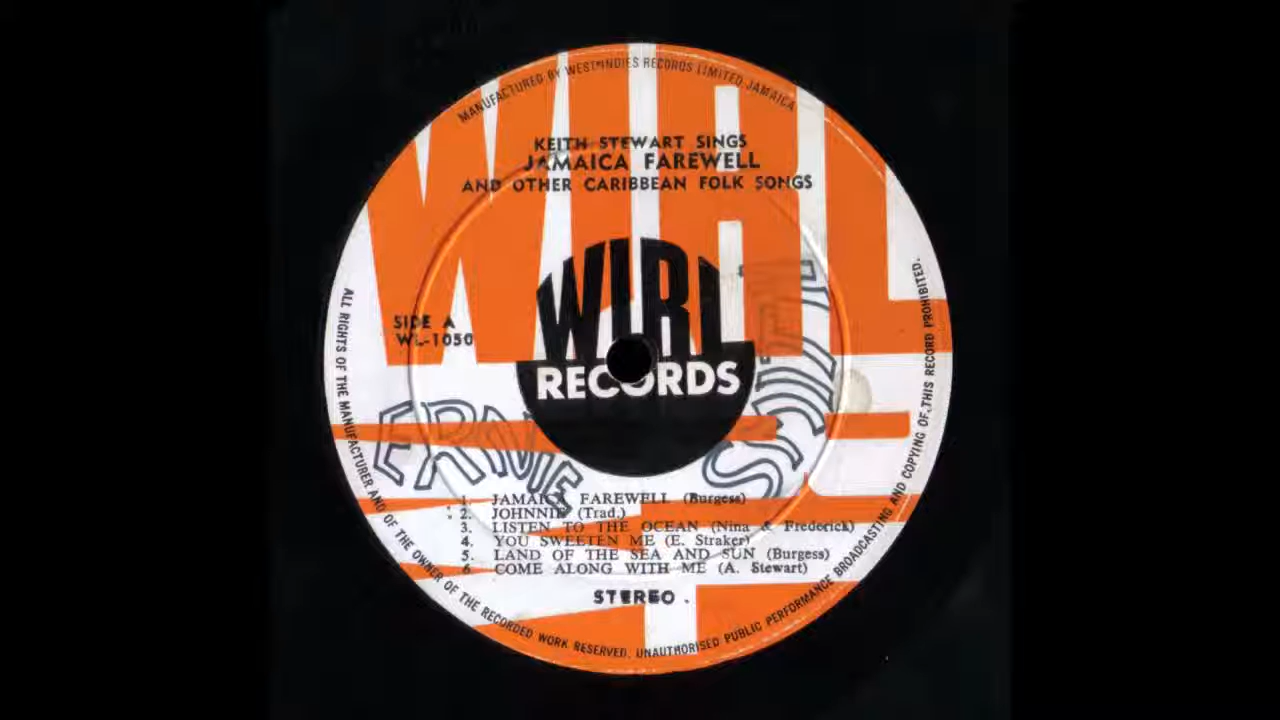 MANUFACTURED BY WEST INDIES RECORDS LIMITED, JAMAICA
KEITH STEWART SINGS
JAMAICA FAREWELL
AND OTHER CARIBBEAN FOLK SONGS
WIRL
WIRL
RECORDS
SIDE A
WL-1050
ERNIE
SMITH
1. JAMAICA FAREWELL (Burgess)
2. JOHNNIE (Trad.)
3. LISTEN TO THE OCEAN (Nina & Frederick)
4. YOU SWEETEN ME (E. Straker)
5. LAND OF THE SEA AND SUN (Burgess)
6. COME ALONG WITH ME (A. Stewart)
STEREO
ALL RIGHTS OF THE MANUFACTURER AND OF THE OWNER OF THE RECORDED WORK RESERVED. UNAUTHORISED PUBLIC PERFORMANCE BROADCASTING AND COPYING OF THIS RECORD PROHIBITED.